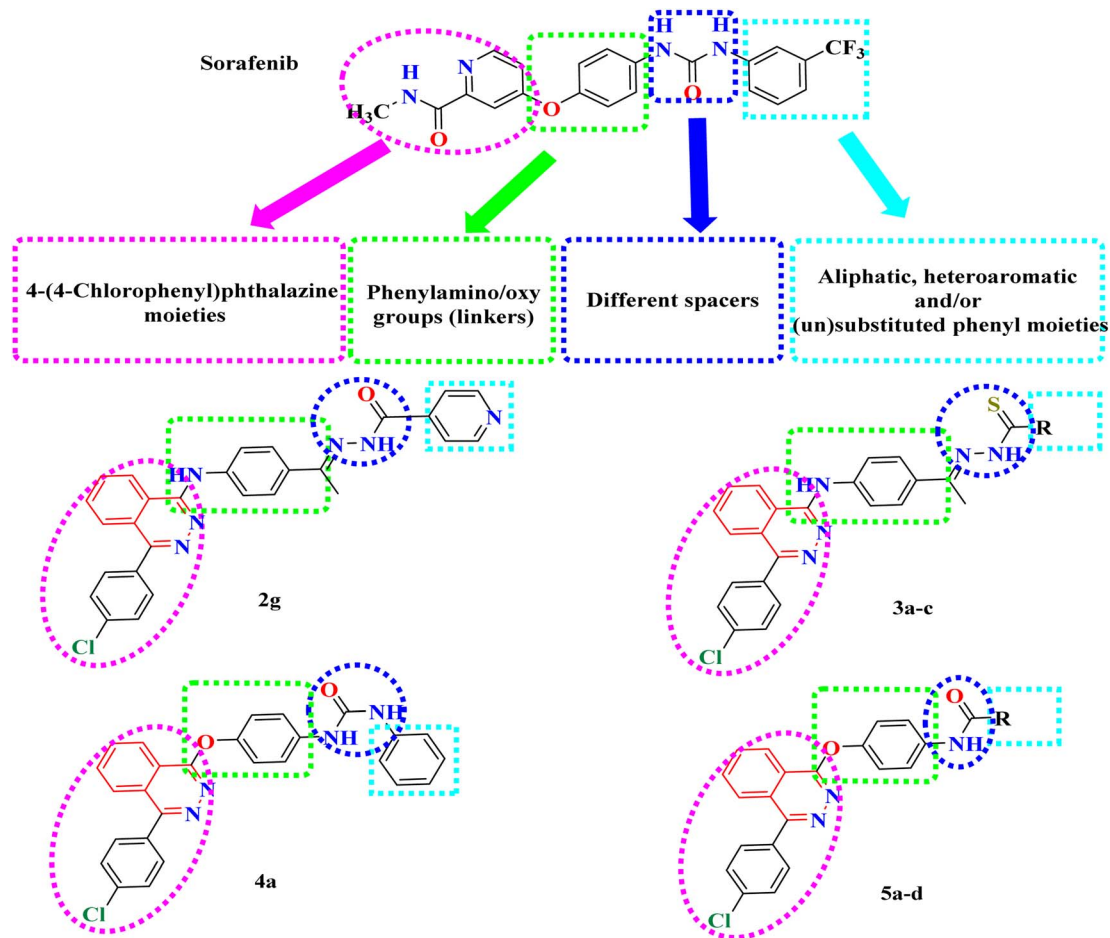 Sorafenib
H
N
H₃C
O
N
O
H
N
O
H
N
CF₃
4-(4-Chlorophenyl)phthalazine
moieties
Phenylamino/oxy
groups (linkers)
Different spacers
Aliphatic, heteroaromatic
and/or
(un)substituted phenyl moieties
O
N
N
NH
HN
N
N
Cl
2g
S
R
N
NH
HN
N
N
Cl
3a-c
O
NH
NH
O
N
N
Cl
4a
O
R
NH
O
N
N
Cl
5a-d